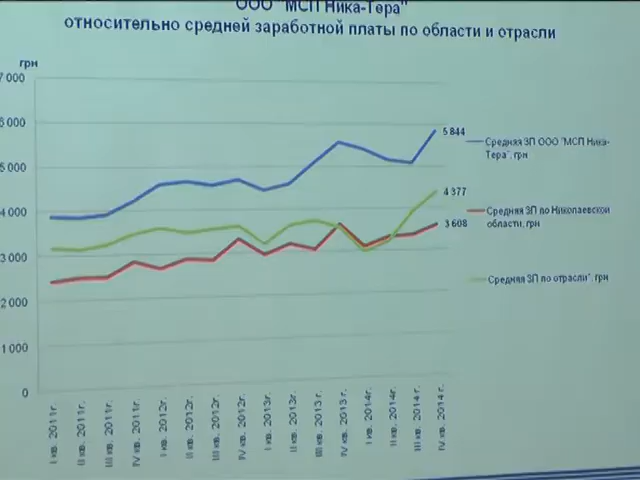 ООО "МСП Ника-Тера"
относительно средней заработной платы по области и отрасли
грн
7 000
6 000
5 000
4 000
3 000
2 000
1 000
0
5 844
4 377
3 608
Средняя ЗП ООО "МСП Ника-
Тера", грн
Средняя ЗП по Николаевской
области, грн
Средняя ЗП по отрасли", грн
I кв. 2011г.
II кв. 2011г.
III кв. 2011г.
IV кв. 2011г.
I кв. 2012г.
II кв. 2012г.
III кв. 2012г.
IV кв. 2012г.
I кв. 2013г.
II кв. 2013г.
III кв. 2013 г.
IV кв. 2013 г.
I кв. 2014г.
II кв. 2014г.
III кв. 2014 г.
IV кв. 2014 г.